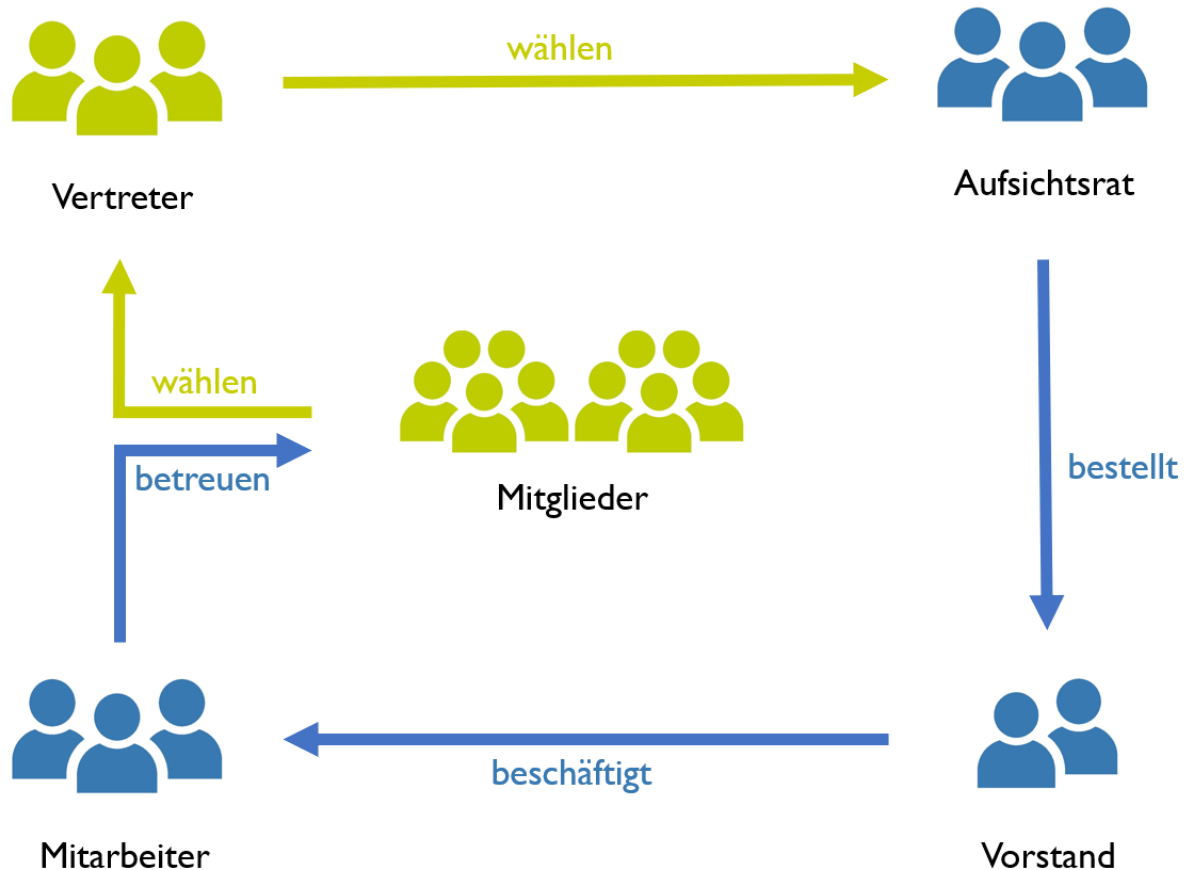 wählen
Vertreter
Aufsichtsrat
wählen
betreuen
Mitglieder
bestellt
beschäftigt
Mitarbeiter
Vorstand